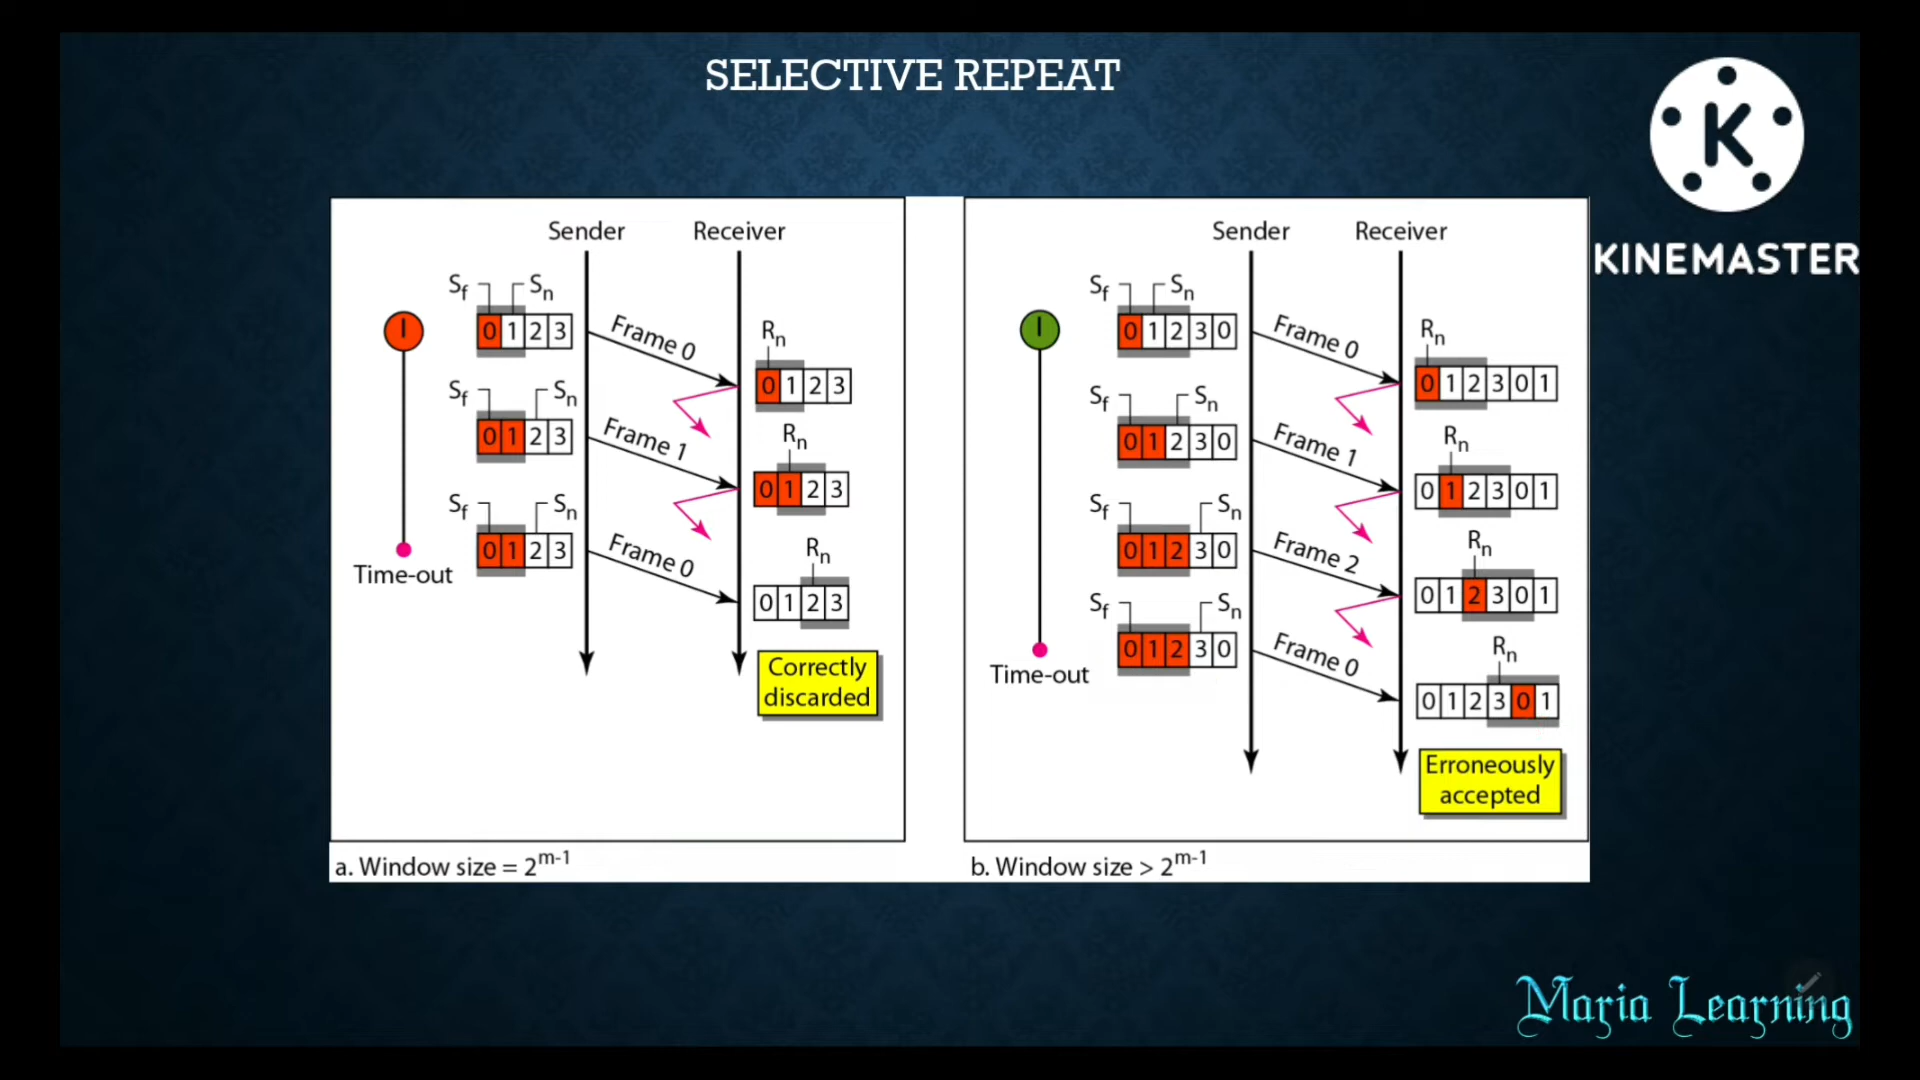 SELECTIVE REPEAT
K
KINEMASTER
Sender Receiver
Sf Sn
0 1 2 3
Frame 0
Rn
0 1 2 3
Sf Sn
0 1 2 3
Frame 1
Rn
0 1 2 3
Sf Sn
0 1 2 3
Frame 0
Rn
0 1 2 3
Time-out
Correctly
discarded
a. Window size = 2^m-1
Sender Receiver
Sf Sn
0 1 2 3 0
Frame 0
Rn
0 1 2 3 0 1
Sf Sn
0 1 2 3 0
Frame 1
Rn
0 1 2 3 0 1
Sf Sn
0 1 2 3 0
Frame 2
Rn
0 1 2 3 0 1
Sf Sn
0 1 2 3 0
Frame 0
Rn
0 1 2 3 0 1
Time-out
Erroneously
accepted
b. Window size > 2^m-1
Maria Learning